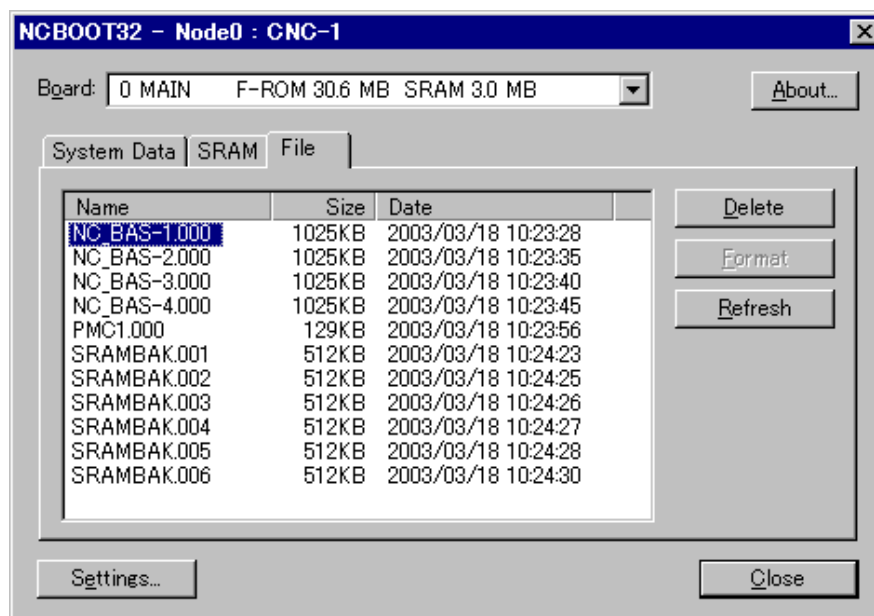 NCBOOT32 - Node0 : CNC-1
Board: 0 MAIN F-ROM 30.6 MB SRAM 3.0 MB About...
System Data SRAM File
Name Size Date
NC_BAS-1.000 1025KB 2003/03/18 10:23:28
NC_BAS-2.000 1025KB 2003/03/18 10:23:35
NC_BAS-3.000 1025KB 2003/03/18 10:23:40
NC_BAS-4.000 1025KB 2003/03/18 10:23:45
PMC1.000 129KB 2003/03/18 10:23:56
SRAMBAK.001 512KB 2003/03/18 10:24:23
SRAMBAK.002 512KB 2003/03/18 10:24:25
SRAMBAK.003 512KB 2003/03/18 10:24:26
SRAMBAK.004 512KB 2003/03/18 10:24:27
SRAMBAK.005 512KB 2003/03/18 10:24:28
SRAMBAK.006 512KB 2003/03/18 10:24:30
Delete
Format
Refresh
Settings... Close